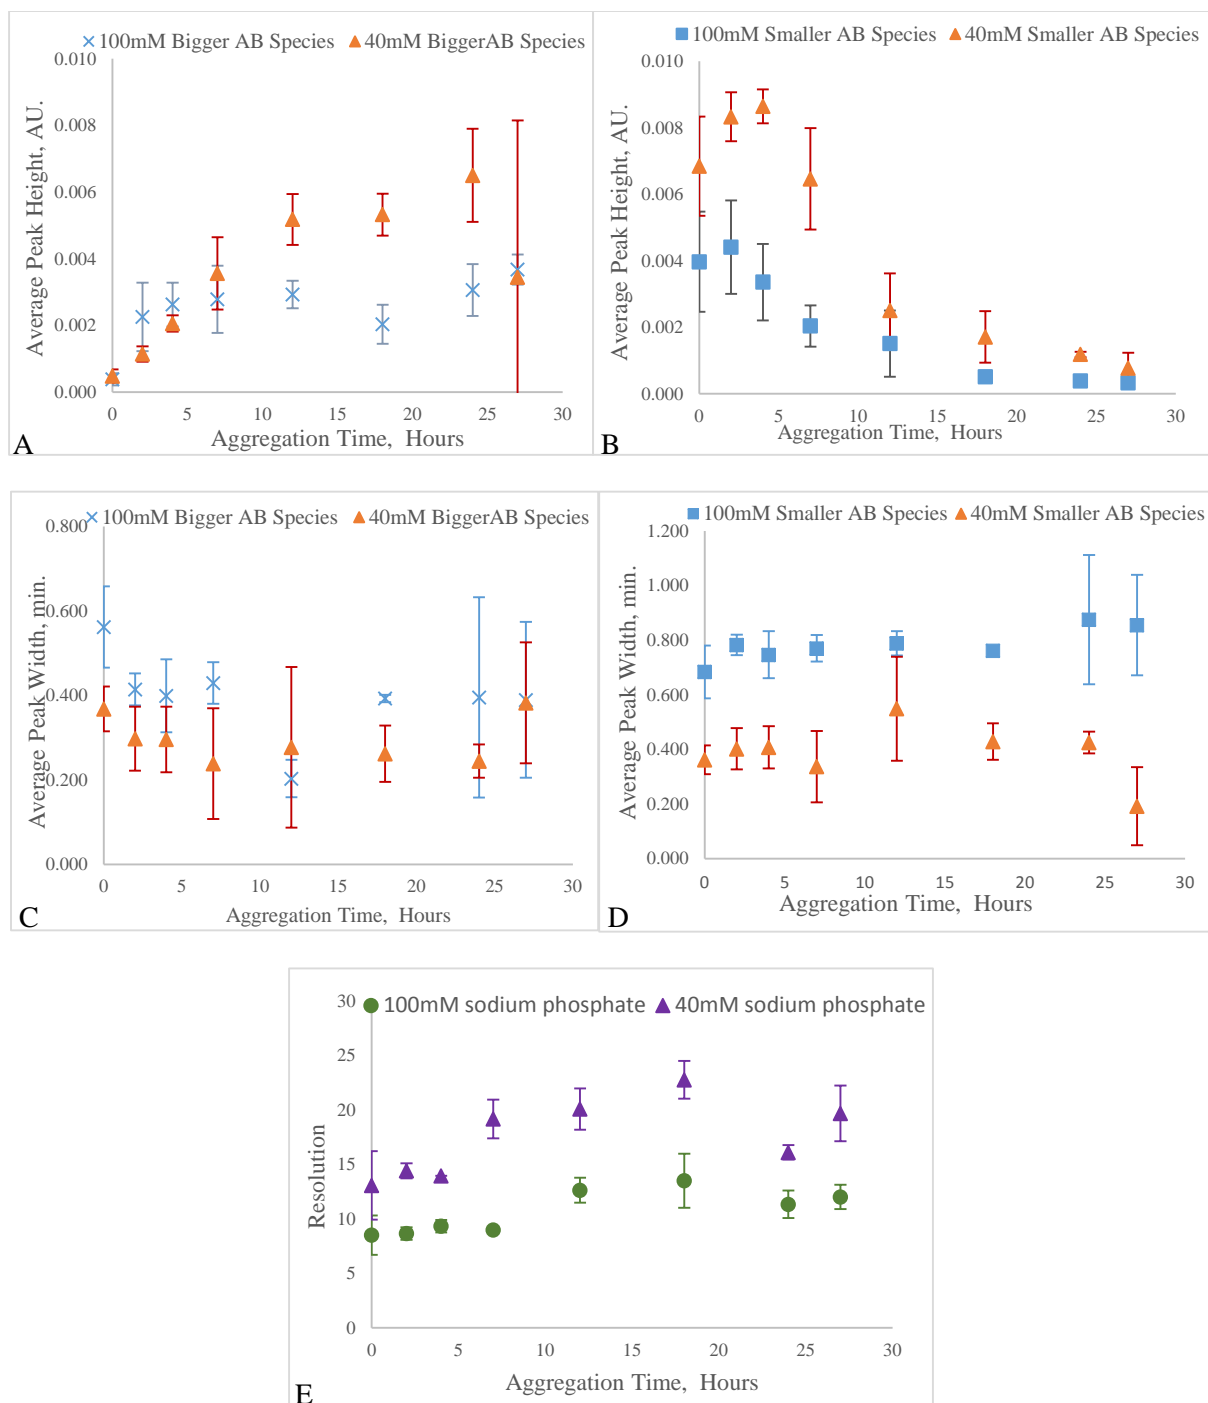 100mM Bigger AB Species 40mM BiggerAB Species
0.010
0.008
0.006
0.004
0.002
0.000
Average Peak Height, AU.
0 5 10 15 20 25 30
Aggregation Time, Hours
A
100mM Smaller AB Species 40mM Smaller AB Species
0.010
0.008
0.006
0.004
0.002
0.000
Average Peak Height, AU.
0 5 10 15 20 25 30
Aggregation Time, Hours
B
100mM Bigger AB Species 40mM BiggerAB Species
0.800
0.600
0.400
0.200
0.000
Average Peak Width, min.
0 5 10 15 20 25 30
Aggregation Time, Hours
C
100mM Smaller AB Species 40mM Smaller AB Species
1.200
1.000
0.800
0.600
0.400
0.200
0.000
Average Peak Width, min.
0 5 10 15 20 25 30
Aggregation Time, Hours
D
100mM sodium phosphate 40mM sodium phosphate
30
25
20
15
10
5
0
Resolution
0 5 10 15 20 25 30
Aggregation Time, Hours
E